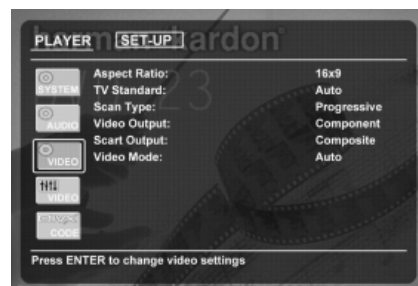 PLAYER SET-UP
harman kardon
SYSTEM
AUDIO
VIDEO
VIDEO
CODE
Aspect Ratio: 16x9
TV Standard: Auto
Scan Type: Progressive
Video Output: Component
Scart Output: Composite
Video Mode: Auto
Press ENTER to change video settings